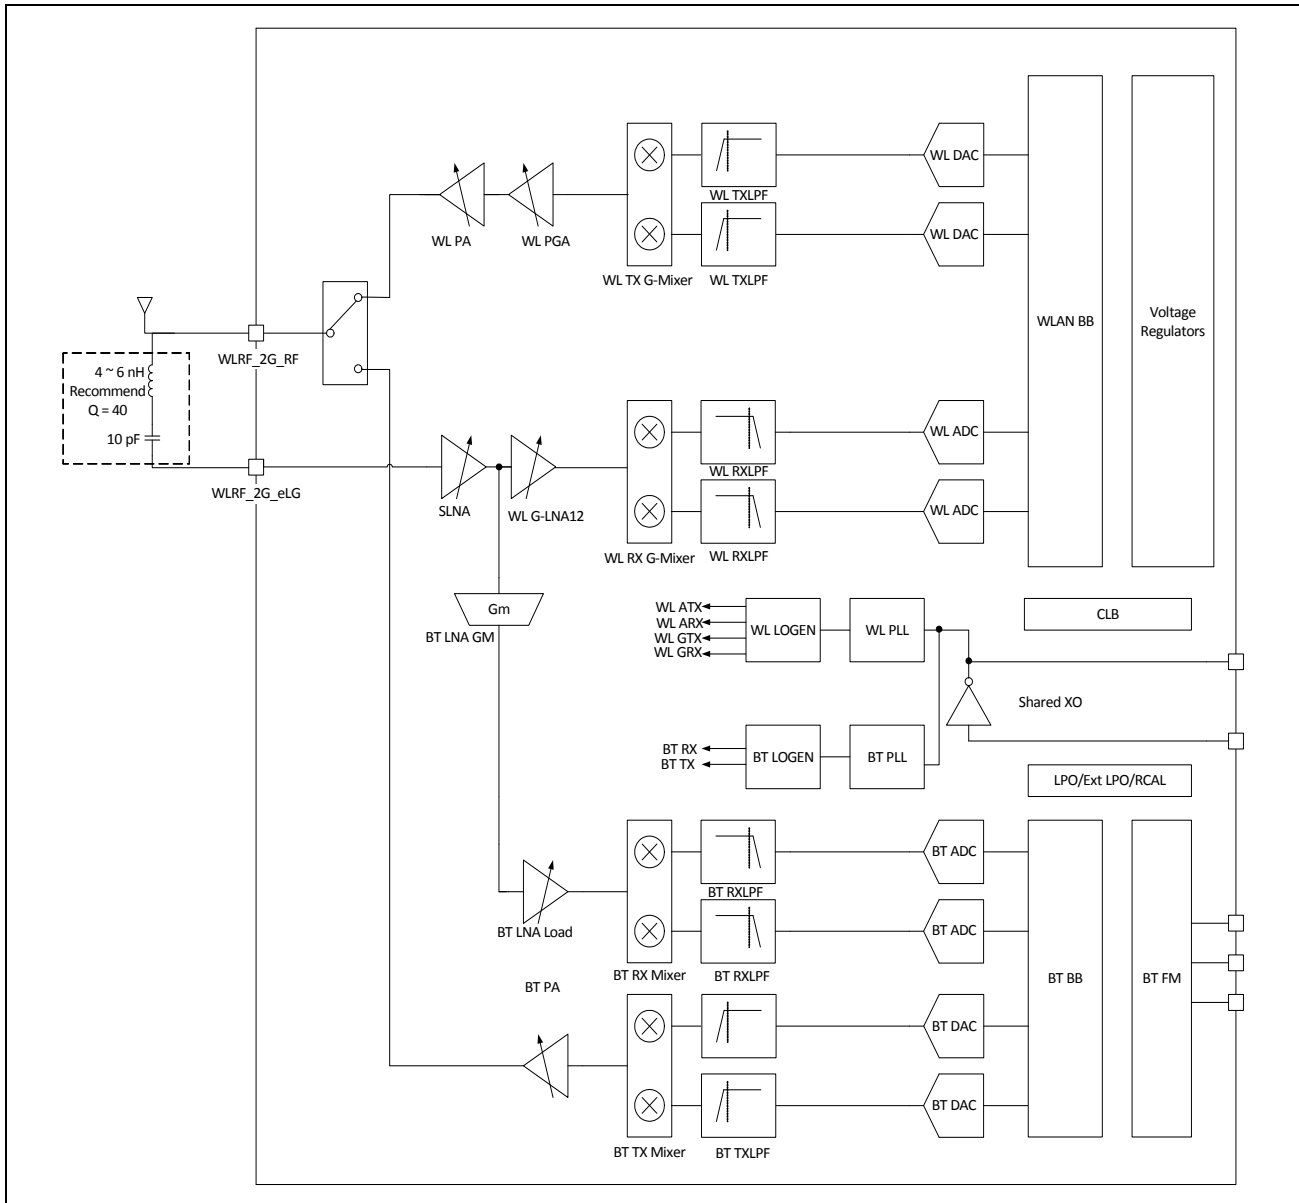 WL DAC
WL TXLPF
WL DAC
WL PA
WL PGA
WL TX G-Mixer
WL TXLPF
WLAN BB
Voltage
Regulators
WLRF_2G_RF
4 ~ 6 nH
Recommend
Q = 40
10 pF
WLRF_2G_eLG
WL ADC
WL RXLPF
WL ADC
SLNA
WL G-LNA12
WL RX G-Mixer
WL RXLPF
Gm
BT LNA GM
WL ATX
WL ARX
WL GTX
WL GRX
WL LOGEN
WL PLL
CLB
Shared XO
BT RX
BT TX
BT LOGEN
BT PLL
LPO/Ext LPO/RCAL
BT ADC
BT RXLPF
BT ADC
BT LNA Load
BT RX Mixer
BT RXLPF
BT BB
BT FM
BT PA
BT DAC
BT DAC
BT TX Mixer
BT TXLPF